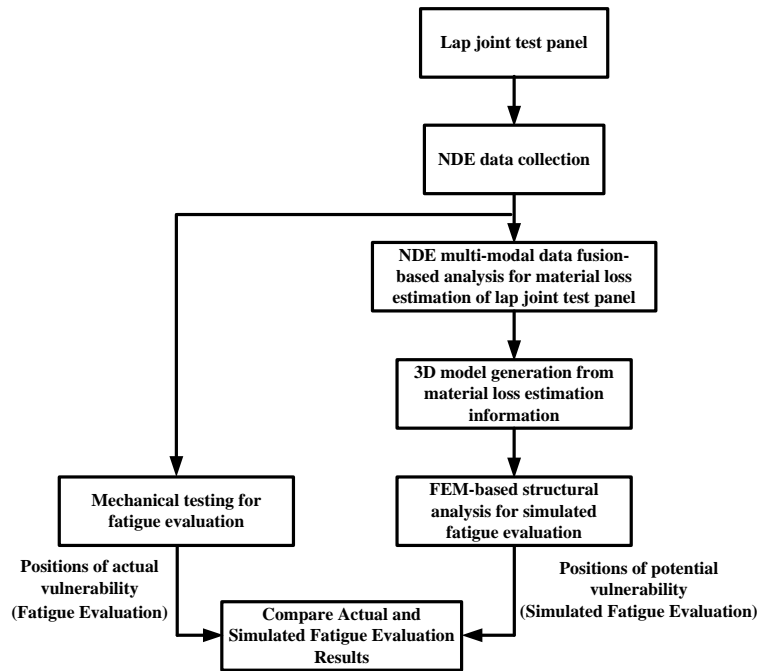 Lap joint test panel
NDE data collection
NDE multi-modal data fusion-
based analysis for material loss
estimation of lap joint test panel
3D model generation from
material loss estimation
information
Mechanical testing for
fatigue evaluation
FEM-based structural
analysis for simulated
fatigue evaluation
Positions of actual
vulnerability
(Fatigue Evaluation)
Positions of potential
vulnerability
(Simulated Fatigue Evaluation)
Compare Actual and
Simulated Fatigue Evaluation
Results